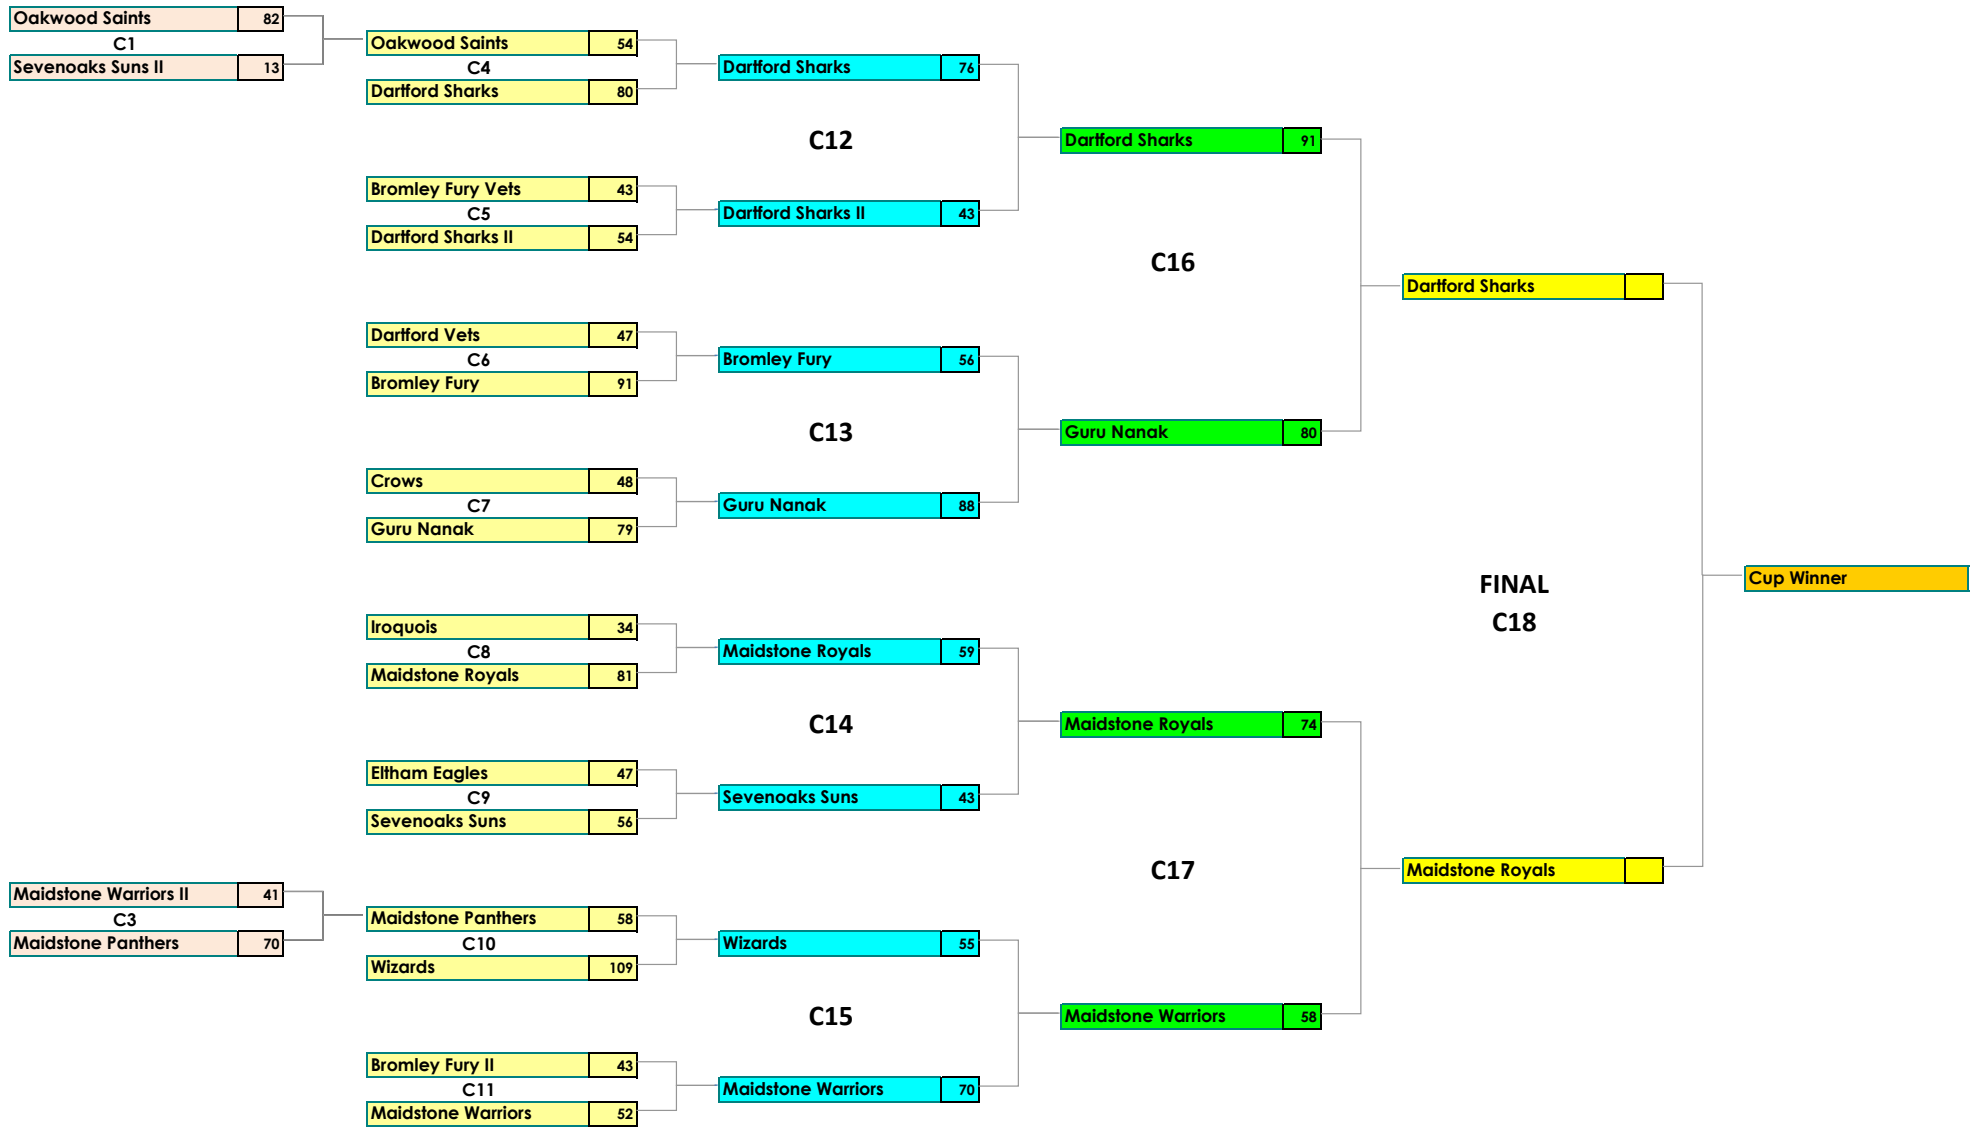 Oakwood Saints 82
C1
Sevenoaks Suns II 13
Maidstone Warriors II 41
C3
Maidstone Panthers 70
Oakwood Saints 54
C4
Dartford Sharks 80
Bromley Fury Vets 43
C5
Dartford Sharks II 54
Dartford Vets 47
C6
Bromley Fury 91
Crows 48
C7
Guru Nanak 79
Iroquois 34
C8
Maidstone Royals 81
Eltham Eagles 47
C9
Sevenoaks Suns 56
Maidstone Panthers 58
C10
Wizards 109
Bromley Fury II 43
C11
Maidstone Warriors 52
Dartford Sharks 76
C12
Dartford Sharks II 43
Bromley Fury 56
C13
Guru Nanak 88
Maidstone Royals 59
C14
Sevenoaks Suns 43
Wizards 55
C15
Maidstone Warriors 70
Dartford Sharks 91
C16
Guru Nanak 80
Maidstone Royals 74
C17
Maidstone Warriors 58
Dartford Sharks
FINAL
C18
Maidstone Royals
Cup Winner